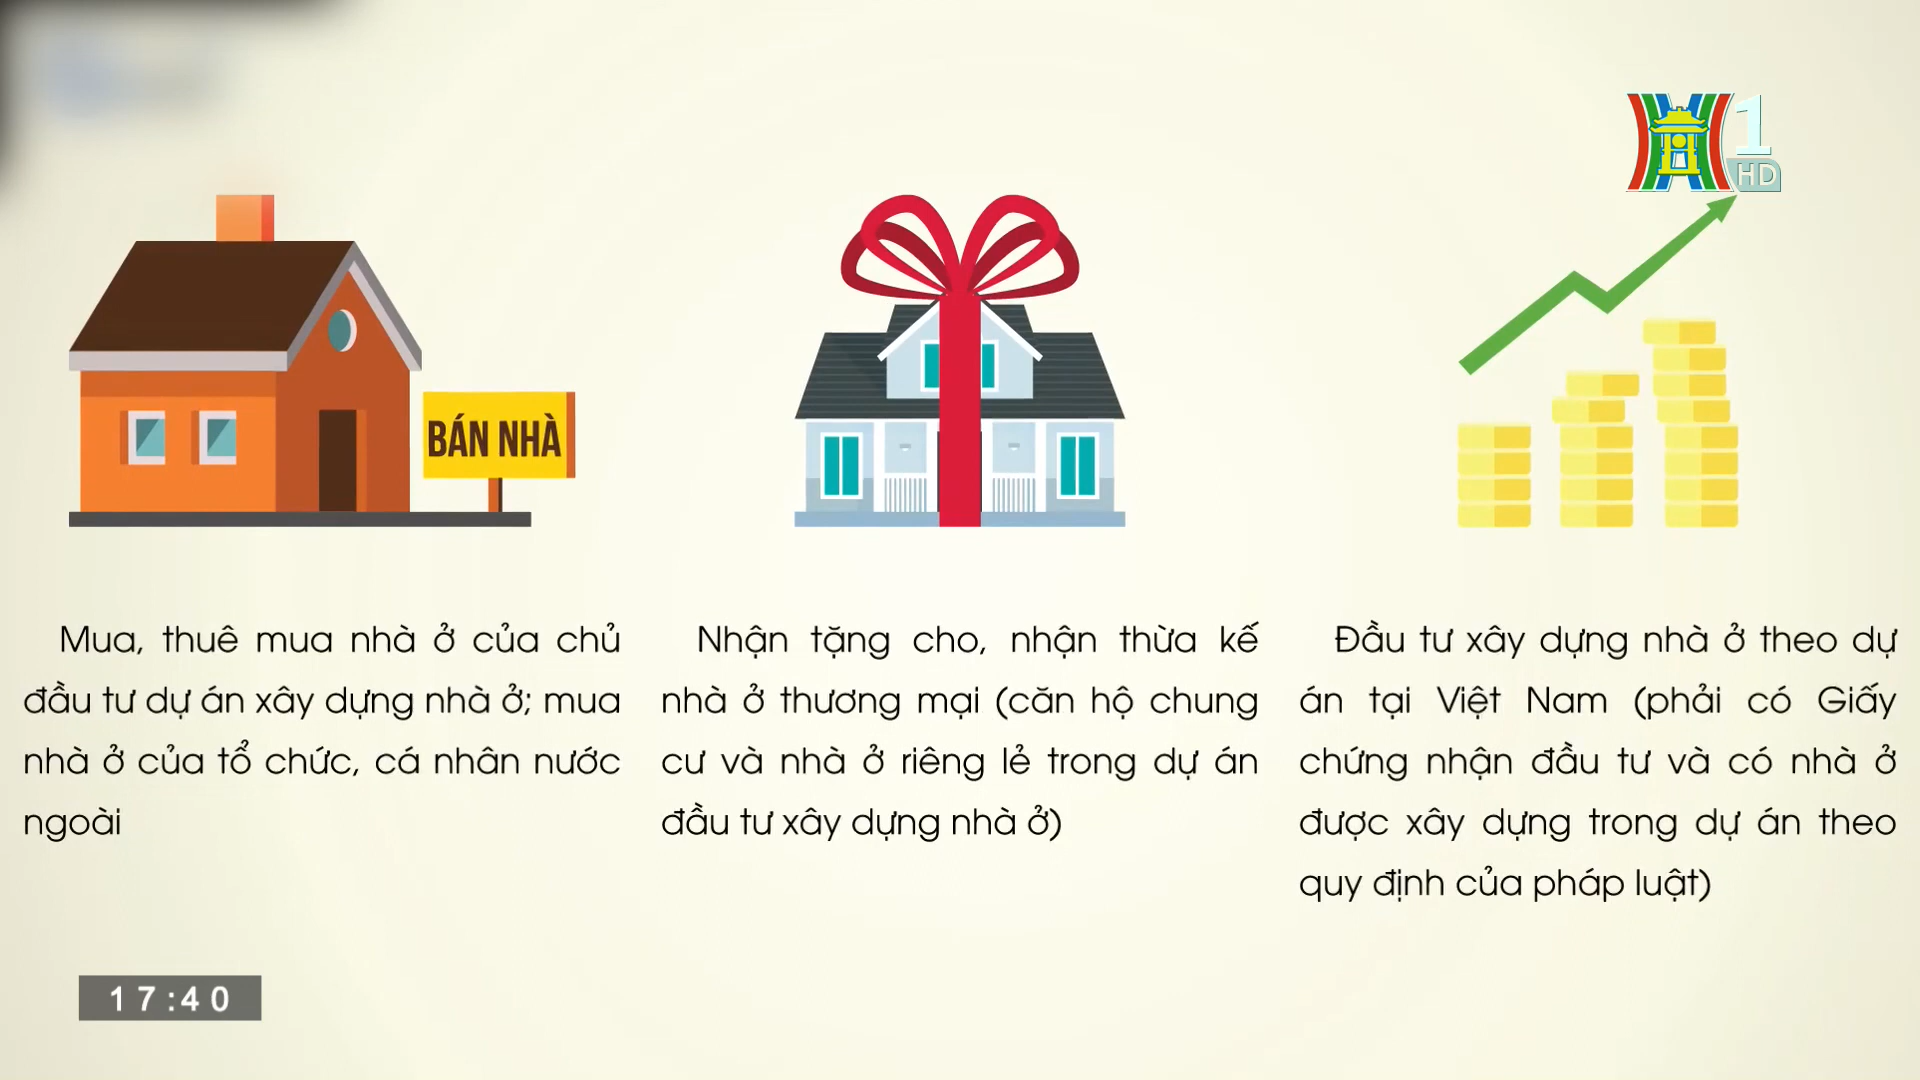 1
HD
BÁN NHÀ
Mua, thuê mua nhà ở của chủ
đầu tư dự án xây dựng nhà ở; mua
nhà ở của tổ chức, cá nhân nước
ngoài
Nhận tặng cho, nhận thừa kế
nhà ở thương mại (căn hộ chung
cư và nhà ở riêng lẻ trong dự án
đầu tư xây dựng nhà ở)
Đầu tư xây dựng nhà ở theo dự
án tại Việt Nam (phải có Giấy
chứng nhận đầu tư và có nhà ở
được xây dựng trong dự án theo
quy định của pháp luật)
17:40